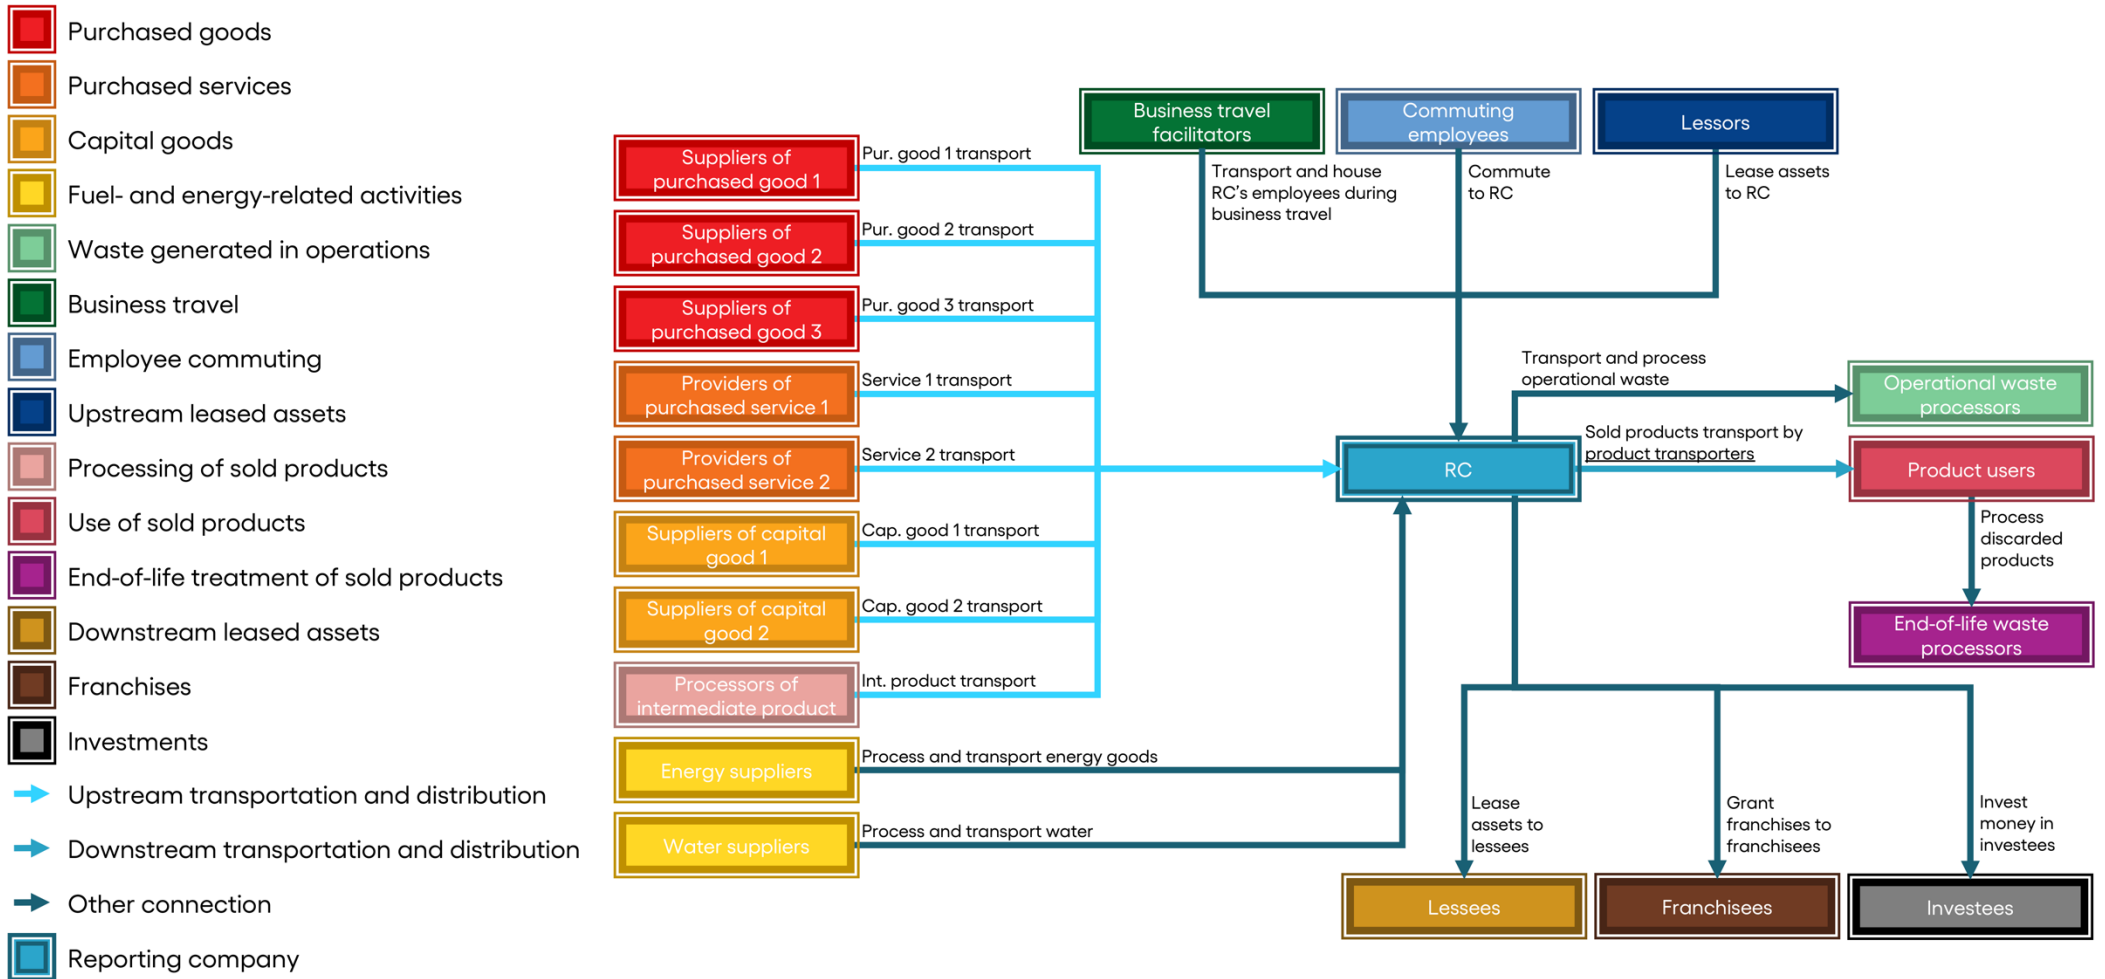 Purchased goods
Purchased services
Capital goods
Fuel- and energy-related activities
Waste generated in operations
Business travel
Employee commuting
Upstream leased assets
Processing of sold products
Use of sold products
End-of-life treatment of sold products
Downstream leased assets
Franchises
Investments
Upstream transportation and distribution
Downstream transportation and distribution
Other connection
Reporting company
Suppliers of
purchased good 1
Pur. good 1 transport
Suppliers of
purchased good 2
Pur. good 2 transport
Suppliers of
purchased good 3
Pur. good 3 transport
Providers of
purchased service 1
Service 1 transport
Providers of
purchased service 2
Service 2 transport
Suppliers of capital
good 1
Cap. good 1 transport
Suppliers of capital
good 2
Cap. good 2 transport
Processors of
intermediate product
Int. product transport
Energy suppliers
Process and transport energy goods
Water suppliers
Process and transport water
Business travel
facilitators
Transport and house
RC's employees during
business travel
Commuting
employees
Commute
to RC
Lessors
Lease assets
to RC
RC
Transport and process
operational waste
Operational waste
processors
Sold products transport by
product transporters
Product users
Process
discarded
products
End-of-life waste
processors
Lease
assets to
lessees
Lessees
Grant
franchises to
franchisees
Franchisees
Invest
money in
investees
Investees